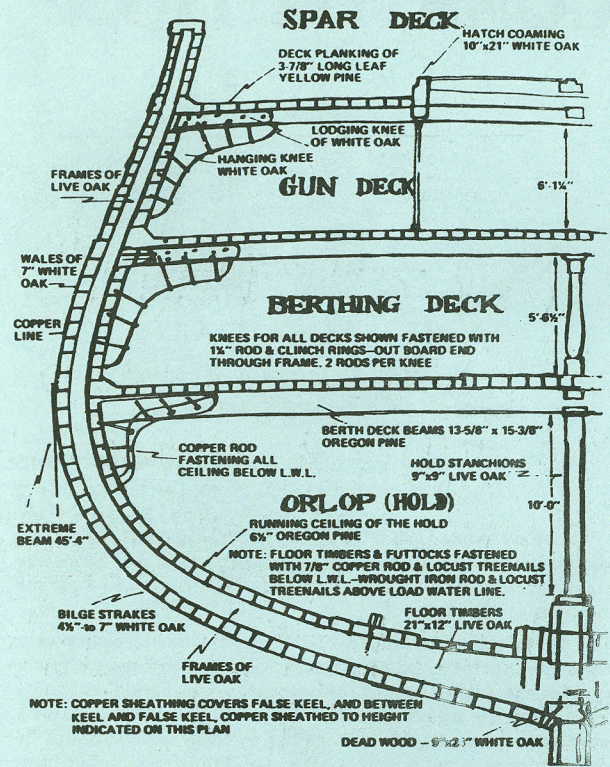 SPAR DECK
HATCH COAMING
10"x21" WHITE OAK
DECK PLANKING OF
3-7/8" LONG LEAF
YELLOW PINE
LODGING KNEE
OF WHITE OAK
HANGING KNEE
WHITE OAK
FRAMES OF
LIVE OAK
GUN DECK
6'-1¼"
WALES OF
7" WHITE
OAK
BERTHING DECK
5'-6½"
COPPER
LINE
KNEES FOR ALL DECKS SHOWN FASTENED WITH
1¼" ROD & CLINCH RINGS—OUT BOARD END
THROUGH FRAME. 2 RODS PER KNEE
BERTH DECK BEAMS 13-5/8" x 15-3/8"
OREGON PINE
COPPER ROD
FASTENING ALL
CEILING BELOW L.W.L.
HOLD STANCHIONS
9"x9" LIVE OAK
10'-0"
ORLOP (HOLD)
EXTREME
BEAM 45'-4"
RUNNING CEILING OF THE HOLD
6½" OREGON PINE
NOTE: FLOOR TIMBERS & FUTTOCKS FASTENED
WITH 7/8" COPPER ROD & LOCUST TREENAILS
BELOW L.W.L.—WROUGHT IRON ROD & LOCUST
TREENAILS ABOVE LOAD WATER LINE.
BILGE STRAKES
4½"-to 7" WHITE OAK
FLOOR TIMBERS
21"x12" LIVE OAK
FRAMES OF
LIVE OAK
NOTE: COPPER SHEATHING COVERS FALSE KEEL, AND BETWEEN
KEEL AND FALSE KEEL, COPPER SHEATHED TO HEIGHT
INDICATED ON THIS PLAN
DEAD WOOD – WHITE OAK